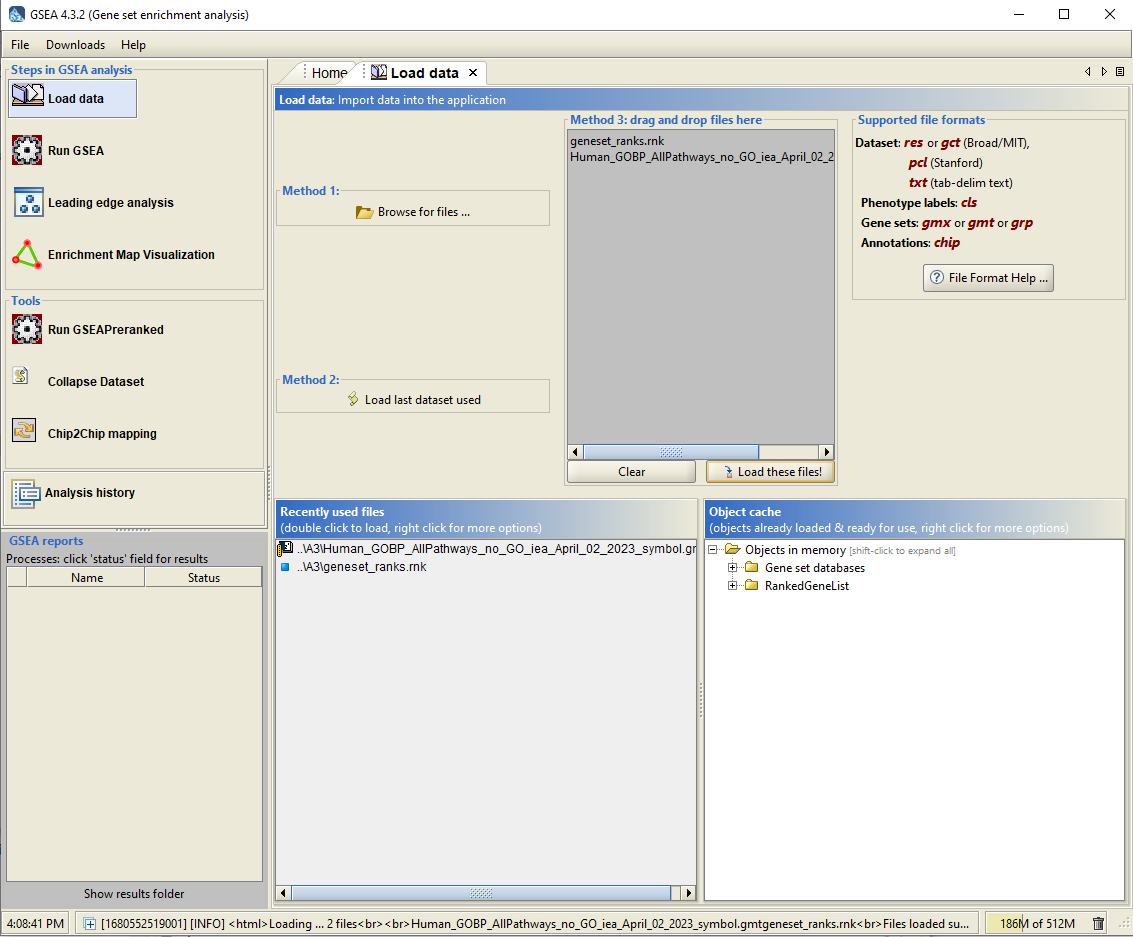 GSEA 4.3.2 (Gene set enrichment analysis)
File Downloads Help
Steps in GSEA analysis
Load data
Run GSEA
Leading edge analysis
Enrichment Map Visualization
Tools
Run GSEAPreranked
Collapse Dataset
Chip2Chip mapping
Analysis history
GSEA reports
Processes: click 'status' field for results
Name Status
Show results folder
Home Load data
Load data: Import data into the application
Method 1:
Browse for files ...
Method 2:
Load last dataset used
Method 3: drag and drop files here
geneset_ranks.rnk
Human_GOBP_AllPathways_no_GO_iea_April_02_2
Clear Load these files!
Supported file formats
Dataset: res or gct (Broad/MIT),
pcl (Stanford)
txt (tab-delim text)
Phenotype labels: cls
Gene sets: gmx or gmt or grp
Annotations: chip
File Format Help ...
Recently used files
(double click to load, right click for more options)
..\A3\Human_GOBP_AllPathways_no_GO_iea_April_02_2023_symbol.gr
..\A3\geneset_ranks.rnk
Object cache
(objects already loaded & ready for use, right click for more options)
Objects in memory [shift-click to expand all]
Gene set databases
RankedGeneList
4:08:41 PM [1680552519001] [INFO] <html>Loading ... 2 files<br><br>Human_GOBP_AllPathways_no_GO_iea_April_02_2023_symbol.gmtgeneset_ranks.rnk<br>Files loaded su... 186M of 512M